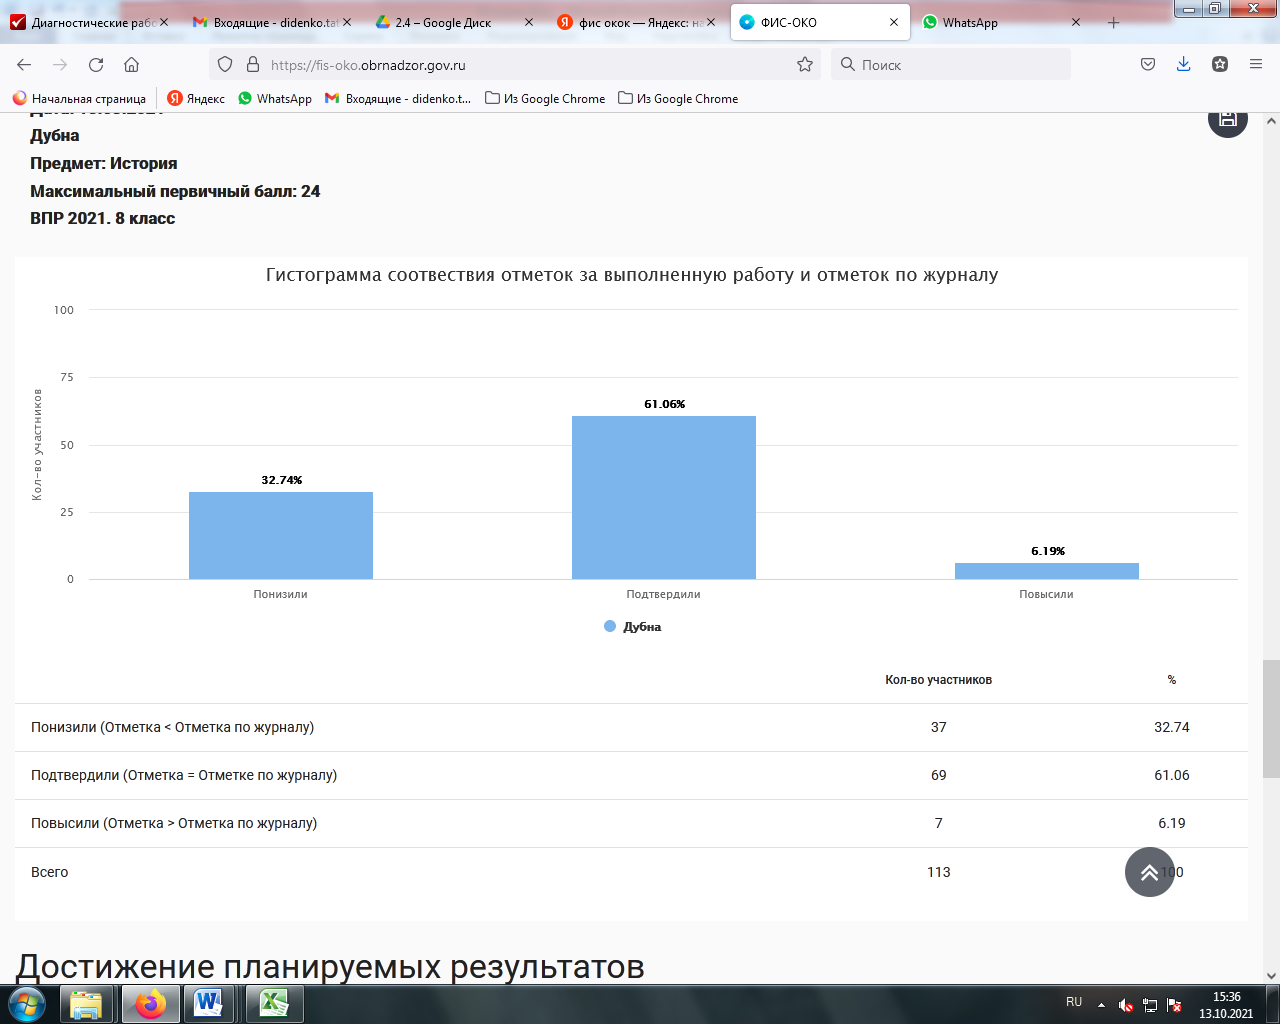 Диагностические рабо
Входящие - didenko.tat
2.4 – Google Диск
фис окок — Яндекс: на
ФИС-ОКО
WhatsApp
https://fis-oko.obrnadzor.gov.ru
Поиск
Начальная страница
Яндекс
WhatsApp
Входящие - didenko.t...
Из Google Chrome
Из Google Chrome
Дубна
Предмет: История
Максимальный первичный балл: 24
ВПР 2021. 8 класс
Гистограмма соотвествия отметок за выполненную работу и отметок по журналу
Кол-во участников
100
75
50
25
0
32.74%
61.06%
6.19%
Понизили
Подтвердили
Повысили
Дубна
Кол-во участников %
Понизили (Отметка < Отметка по журналу) 37 32.74
Подтвердили (Отметка = Отметке по журналу) 69 61.06
Повысили (Отметка > Отметка по журналу) 7 6.19
Всего 113 100
Достижение планируемых результатов
RU
15:36
13.10.2021